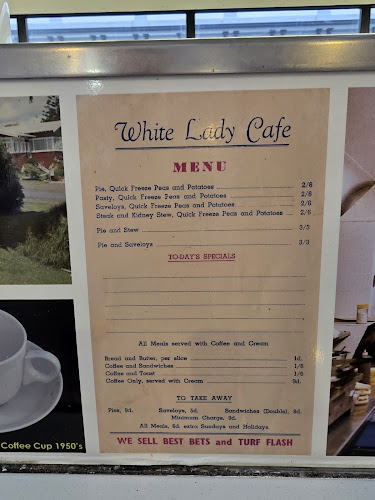 White Lady Cafe
MENU
Pie, Quick Freeze Peas and Potatoes 2/6
Pasty, Quick Freeze Peas and Potatoes 2/6
Saveloys, Quick Freeze Peas and Potatoes 2/6
Steak and Kidney Stew, Quick Freeze Peas and Potatoes 2/6
Pie and Stew 3/3
Pie and Saveloys 3/3
TO-DAY'S SPECIALS
All Meals served with Coffee and Cream
Bread and Butter, per slice 1d.
Coffee and Sandwiches 1/6
Coffee and Toast 1/6
Coffee Only, served with Cream 9d.
TO TAKE AWAY
Pies, 9d. Saveloys, 5d. Sandwiches (Double), 8d.
Minimum Charge, 9d.
All Meals, 6d. extra Sundays and Holidays.
WE SELL BEST BETS and TURF FLASH
Coffee Cup 1950's